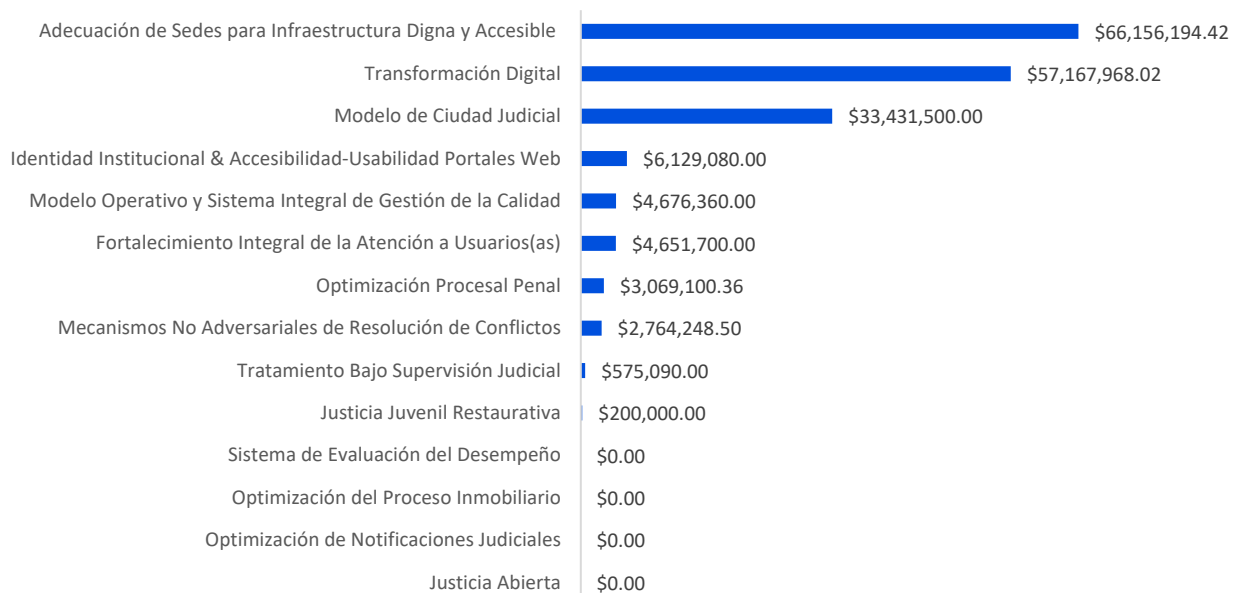 Adecuación de Sedes para Infraestructura Digna y Accesible $66,156,194.42
Transformación Digital $57,167,968.02
Modelo de Ciudad Judicial $33,431,500.00
Identidad Institucional & Accesibilidad-Usabilidad Portales Web $6,129,080.00
Modelo Operativo y Sistema Integral de Gestión de la Calidad $4,676,360.00
Fortalecimiento Integral de la Atención a Usuarios(as) $4,651,700.00
Optimización Procesal Penal $3,069,100.36
Mecanismos No Adversariales de Resolución de Conflictos $2,764,248.50
Tratamiento Bajo Supervisión Judicial $575,090.00
Justicia Juvenil Restaurativa $200,000.00
Sistema de Evaluación del Desempeño $0.00
Optimización del Proceso Inmobiliario $0.00
Optimización de Notificaciones Judiciales $0.00
Justicia Abierta $0.00